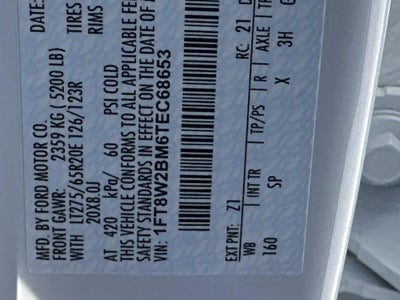 DATE:
MFD. BY FORD MOTOR CO.
FRONT GAWR: 2359 KG ( 5200 LB)
WITH LT275/65R20E 126/123R TIRES
20X8.0J RIMS
AT 420 kPa/ 60 PSI COLD
THIS VEHICLE CONFORMS TO ALL APPLICABLE FE
SAFETY STANDARDS IN EFFECT ON THE DATE OF M
VIN: 1FT8W2BM6TEC68653
EXT PNT: Z1 RC: 21
WB INT TR TP/PS R AXLE TR
160 SP X 3H